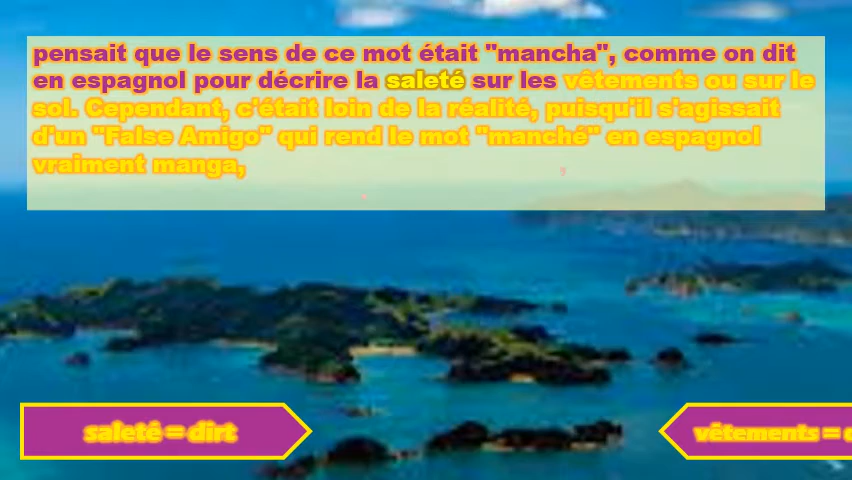 pensait que le sens de ce mot était "mancha", comme on dit
en espagnol pour décrire la saleté sur les vêtements ou sur le
sol. Cependant, c'était loin de la réalité, puisqu'il s'agissait
d'un "False Amigo" qui rend le mot "manché" en espagnol
vraiment manga,
saleté = dirt
vêtements =